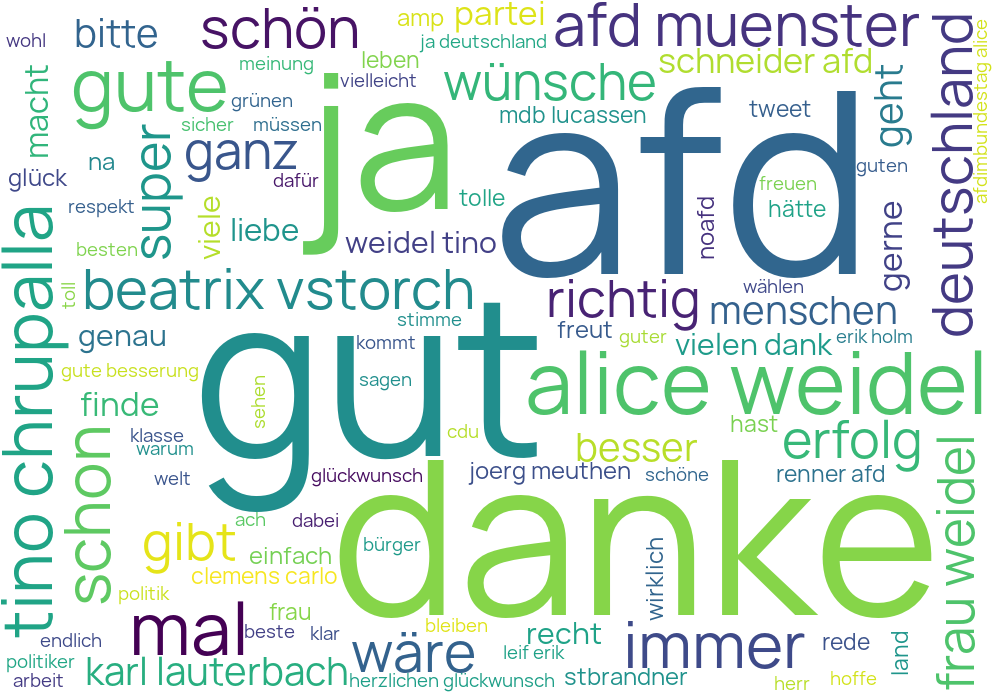 wohl
bitte
schön
amp
partei
afd muenster
ja deutschland
macht
gute
meinung
leben
vielleicht
wünsche
schneider afd
geht
deutschland
afdimbundestag alice
grünen
ja
afd
mdb lucassen
tweet
sicher
müssen
super
ganz
na
glück
dafür
guten
freuen
hätte
respekt
viele
liebe
tolle
noafd
gerne
weidel tino
besten
tino chrupalla
toll
beatrix vstorch
richtig
wählen
menschen
genau
stimme
freut
guter
vielen dank
erik holm
gut
kommt
gute besserung
sagen
sehen
alice weidel
finde
schon
klasse
warum
cdu
hast
erfolg
besser
welt
glückwunsch
joerg meuthen
schöne
renner afd
frau weidel
ach
dabei
danke
gibt
einfach
bürger
wirklich
clemens carlo
politik
frau
mal
beste
klar
bleiben
endlich
wäre
recht
immer
rede
land
leif erik
politiker
arbeit
karl lauterbach
herzlichen glückwunsch
stbrandner
herr
hoffe